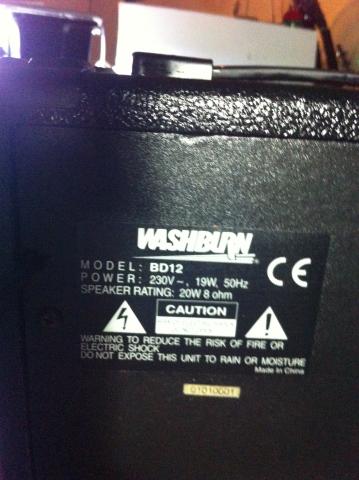 WASHBURN
MODEL: BD12
POWER: 230V~, 19W, 50Hz
SPEAKER RATING: 20W 8 ohm
CE
CAUTION
WARNING TO REDUCE THE RISK OF FIRE OR
ELECTRIC SHOCK
DO NOT EXPOSE THIS UNIT TO RAIN OR MOISTURE
Made in China
01010001